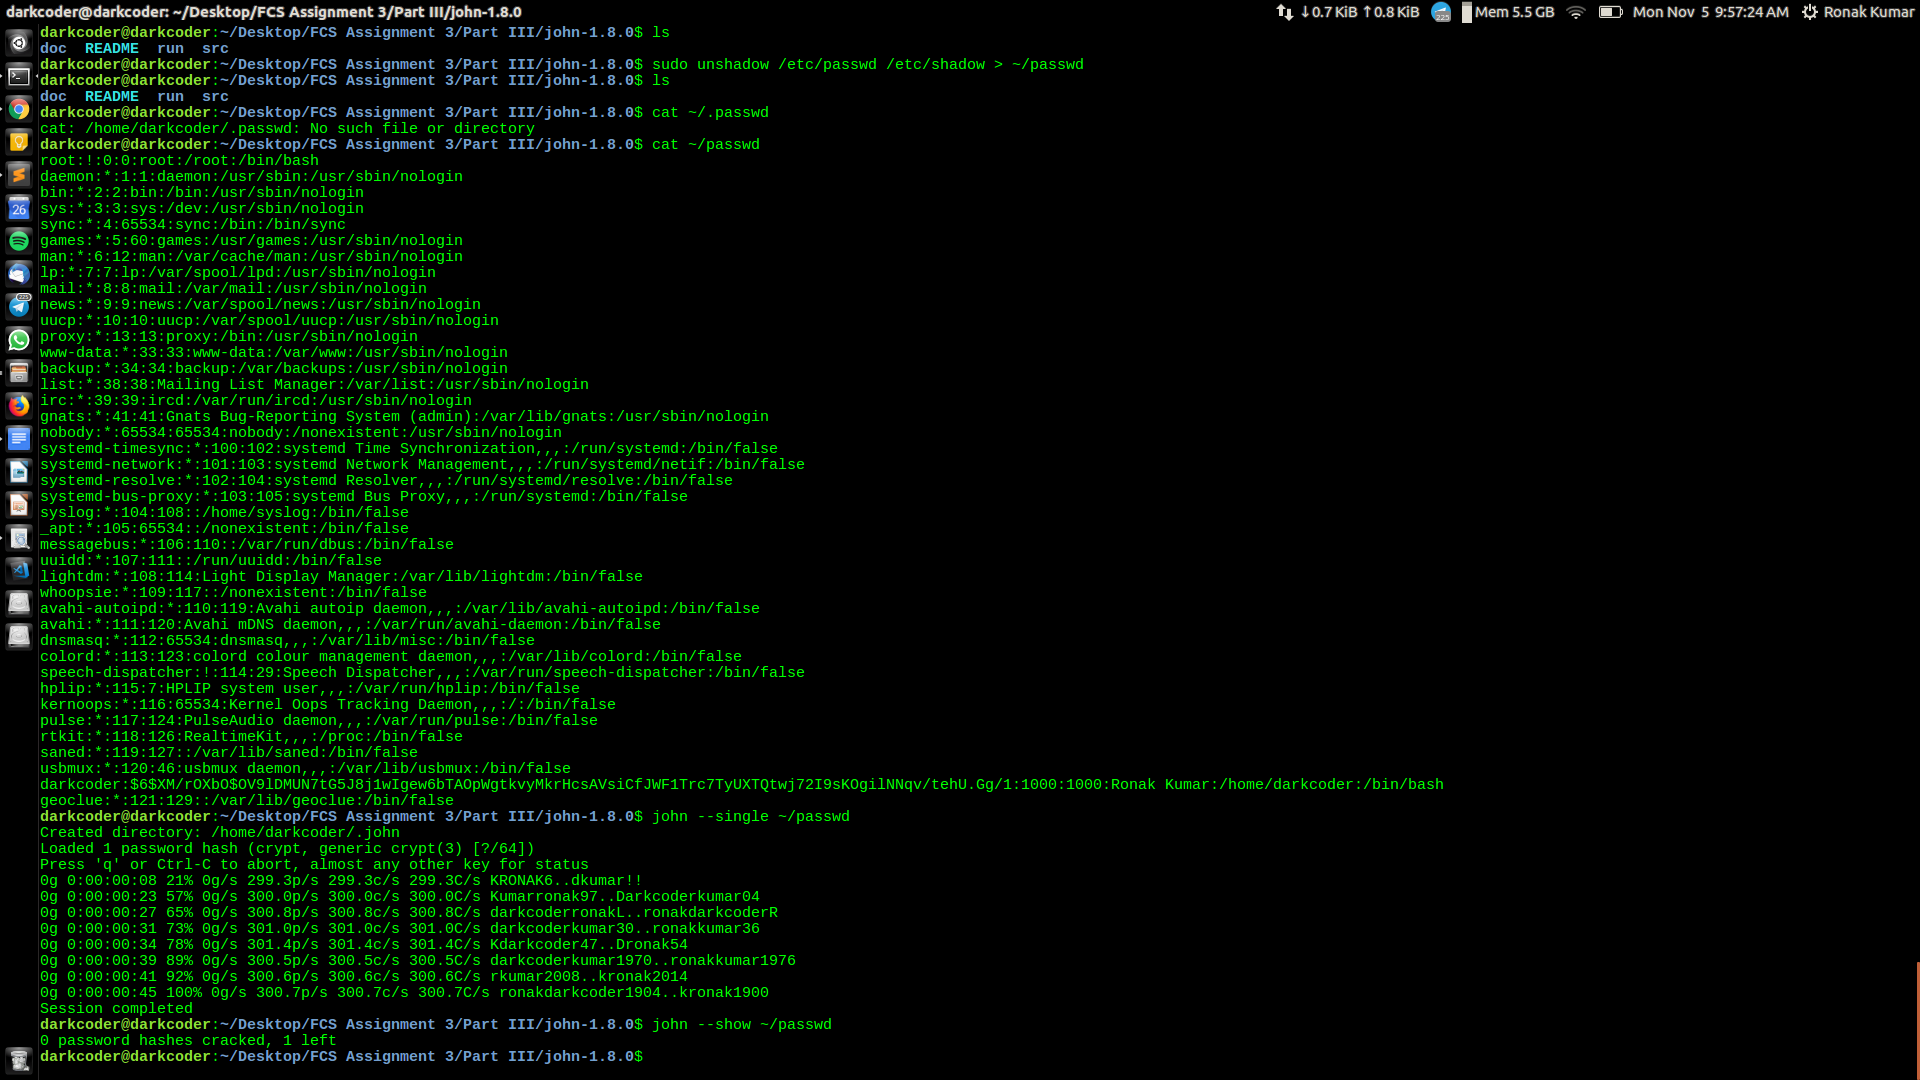 darkcoder@darkcoder: ~/Desktop/FCS Assignment 3/Part III/john-1.8.0
↓0.7 KiB ↑0.8 KiB 225 Mem 5.5 GB Mon Nov 5 9:57:24 AM Ronak Kumar
darkcoder@darkcoder:~/Desktop/FCS Assignment 3/Part III/john-1.8.0$ ls
doc README run src
darkcoder@darkcoder:~/Desktop/FCS Assignment 3/Part III/john-1.8.0$ sudo unshadow /etc/passwd /etc/shadow > ~/passwd
darkcoder@darkcoder:~/Desktop/FCS Assignment 3/Part III/john-1.8.0$ ls
doc README run src
darkcoder@darkcoder:~/Desktop/FCS Assignment 3/Part III/john-1.8.0$ cat ~/.passwd
cat: /home/darkcoder/.passwd: No such file or directory
darkcoder@darkcoder:~/Desktop/FCS Assignment 3/Part III/john-1.8.0$ cat ~/passwd
root:!:0:0:root:/root:/bin/bash
daemon:*:1:1:daemon:/usr/sbin:/usr/sbin/nologin
bin:*:2:2:bin:/bin:/usr/sbin/nologin
sys:*:3:3:sys:/dev:/usr/sbin/nologin
sync:*:4:65534:sync:/bin:/bin/sync
games:*:5:60:games:/usr/games:/usr/sbin/nologin
man:*:6:12:man:/var/cache/man:/usr/sbin/nologin
lp:*:7:7:lp:/var/spool/lpd:/usr/sbin/nologin
mail:*:8:8:mail:/var/mail:/usr/sbin/nologin
news:*:9:9:news:/var/spool/news:/usr/sbin/nologin
uucp:*:10:10:uucp:/var/spool/uucp:/usr/sbin/nologin
proxy:*:13:13:proxy:/bin:/usr/sbin/nologin
www-data:*:33:33:www-data:/var/www:/usr/sbin/nologin
backup:*:34:34:backup:/var/backups:/usr/sbin/nologin
list:*:38:38:Mailing List Manager:/var/list:/usr/sbin/nologin
irc:*:39:39:ircd:/var/run/ircd:/usr/sbin/nologin
gnats:*:41:41:Gnats Bug-Reporting System (admin):/var/lib/gnats:/usr/sbin/nologin
nobody:*:65534:65534:nobody:/nonexistent:/usr/sbin/nologin
systemd-timesync:*:100:102:systemd Time Synchronization,,,:/run/systemd:/bin/false
systemd-network:*:101:103:systemd Network Management,,,:/run/systemd/netif:/bin/false
systemd-resolve:*:102:104:systemd Resolver,,,:/run/systemd/resolve:/bin/false
systemd-bus-proxy:*:103:105:systemd Bus Proxy,,,:/run/systemd:/bin/false
syslog:*:104:108::/home/syslog:/bin/false
_apt:*:105:65534::/nonexistent:/bin/false
messagebus:*:106:110::/var/run/dbus:/bin/false
uuidd:*:107:111::/run/uuidd:/bin/false
lightdm:*:108:114:Light Display Manager:/var/lib/lightdm:/bin/false
whoopsie:*:109:117::/nonexistent:/bin/false
avahi-autoipd:*:110:119:Avahi autoip daemon,,,:/var/lib/avahi-autoipd:/bin/false
avahi:*:111:120:Avahi mDNS daemon,,,:/var/run/avahi-daemon:/bin/false
dnsmasq:*:112:65534:dnsmasq,,,:/var/lib/misc:/bin/false
colord:*:113:123:colord colour management daemon,,,:/var/lib/colord:/bin/false
speech-dispatcher:!:114:29:Speech Dispatcher,,,:/var/run/speech-dispatcher:/bin/false
hplip:*:115:7:HPLIP system user,,,:/var/run/hplip:/bin/false
kernoops:*:116:65534:Kernel Oops Tracking Daemon,,,:/:/bin/false
pulse:*:117:124:PulseAudio daemon,,,:/var/run/pulse:/bin/false
rtkit:*:118:126:RealtimeKit,,,:/proc:/bin/false
saned:*:119:127::/var/lib/saned:/bin/false
usbmux:*:120:46:usbmux daemon,,,:/var/lib/usbmux:/bin/false
darkcoder:$6$XM/rOXbO$OV9lDMUN7tG5J8j1wIgew6bTAOpWgtkvyMkrHcsAVsiCfJWF1Trc7TyUXTQtwj72I9sKOgilNNqv/tehU.Gg/1:1000:1000:Ronak Kumar:/home/darkcoder:/bin/bash
geoclue:*:121:129::/var/lib/geoclue:/bin/false
darkcoder@darkcoder:~/Desktop/FCS Assignment 3/Part III/john-1.8.0$ john --single ~/passwd
Created directory: /home/darkcoder/.john
Loaded 1 password hash (crypt, generic crypt(3) [?/64])
Press 'q' or Ctrl-C to abort, almost any other key for status
0g 0:00:00:08 21% 0g/s 299.3p/s 299.3c/s 299.3C/s KRONAK6..dkumar!!
0g 0:00:00:23 57% 0g/s 300.0p/s 300.0c/s 300.0C/s Kumarronak97..Darkcoderkumar04
0g 0:00:00:27 65% 0g/s 300.8p/s 300.8c/s 300.8C/s darkcoderronakL..ronakdarkcoderR
0g 0:00:00:31 73% 0g/s 301.0p/s 301.0c/s 301.0C/s darkcoderkumar30..ronakkumar36
0g 0:00:00:34 78% 0g/s 301.4p/s 301.4c/s 301.4C/s Kdarkcoder47..Dronak54
0g 0:00:00:39 89% 0g/s 300.5p/s 300.5c/s 300.5C/s darkcoderkumar1970..ronakkumar1976
0g 0:00:00:41 92% 0g/s 300.6p/s 300.6c/s 300.6C/s rkumar2008..kronak2014
0g 0:00:00:45 100% 0g/s 300.7p/s 300.7c/s 300.7C/s ronakdarkcoder1904..kronak1900
Session completed
darkcoder@darkcoder:~/Desktop/FCS Assignment 3/Part III/john-1.8.0$ john --show ~/passwd
0 password hashes cracked, 1 left
darkcoder@darkcoder:~/Desktop/FCS Assignment 3/Part III/john-1.8.0$
26
225